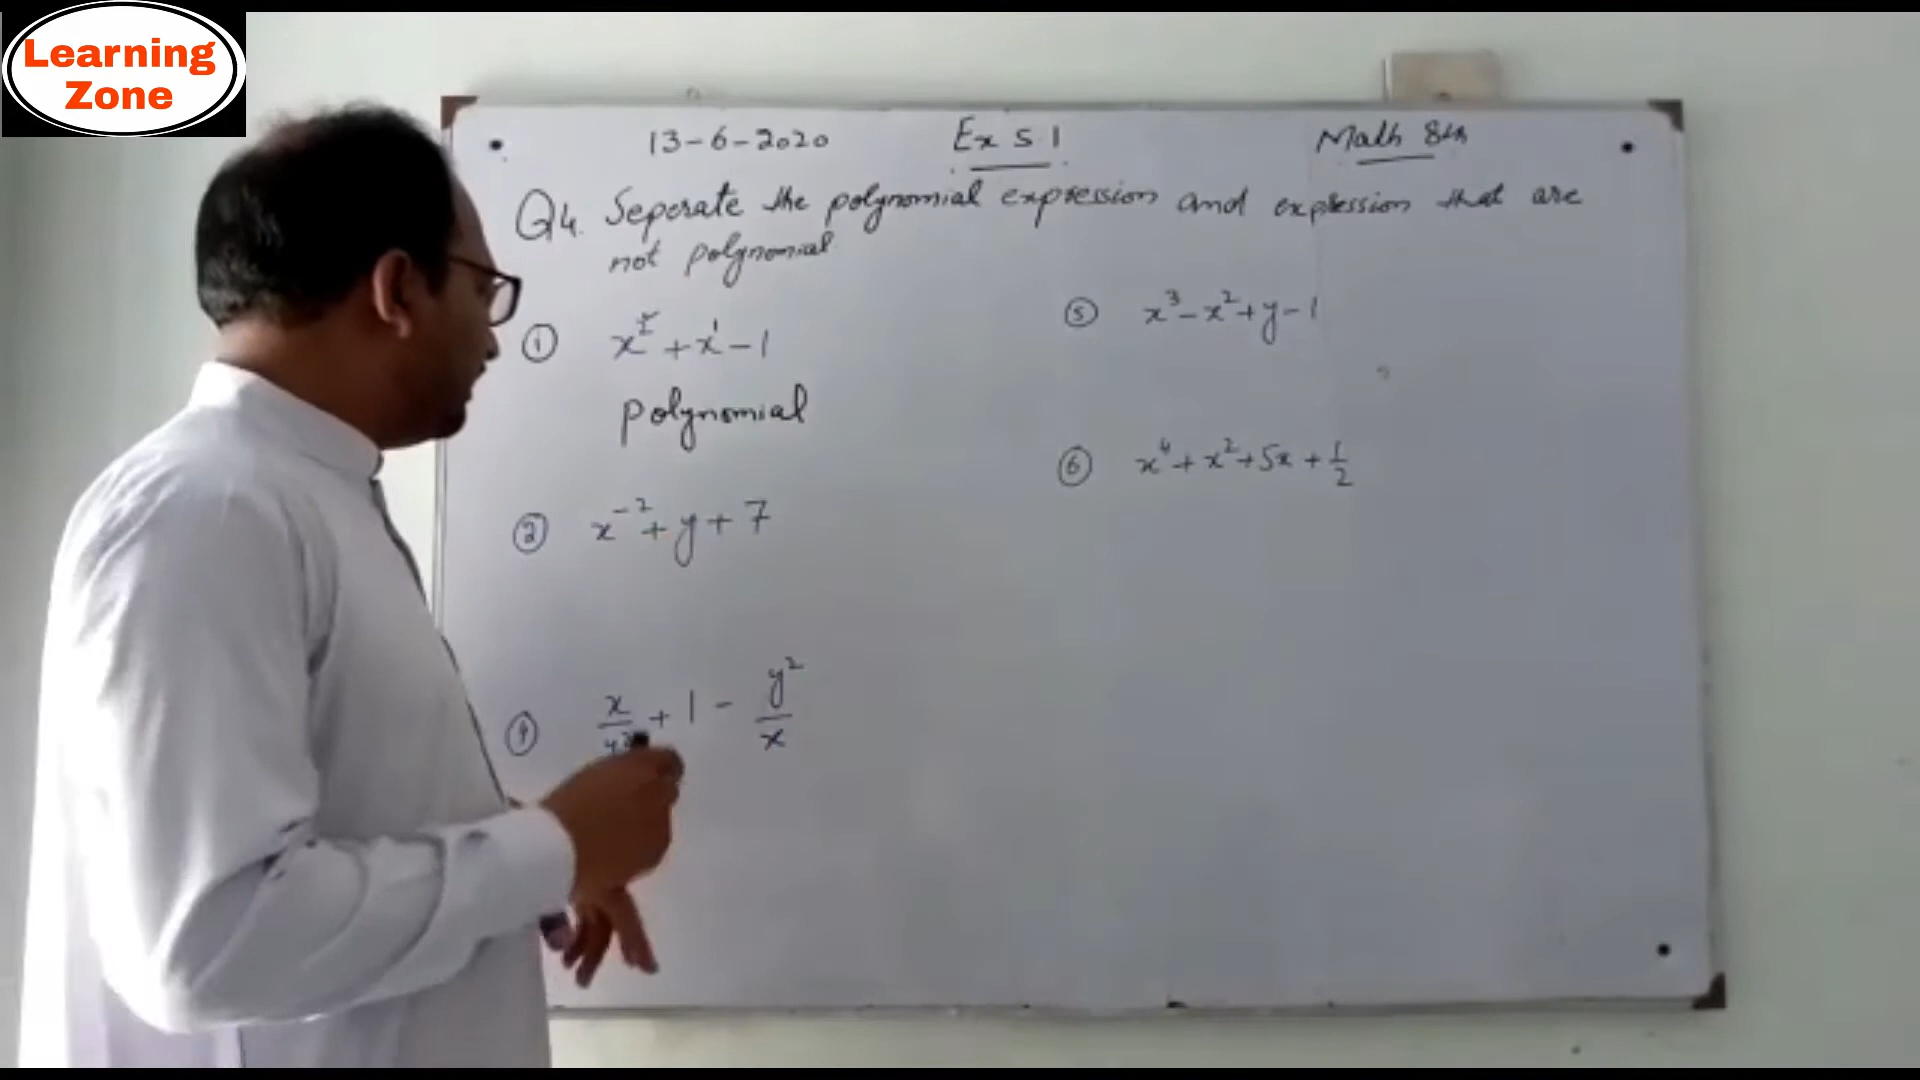 Learning
Zone
13-6-2020 Ex 5.1 Math 8th
Q4. Seperate the polynomial expression and expression that are
not polynomial
① x² + x¹ - 1
polynomial
② x⁻² + y + 7
④ x/y² + 1 - y²/x
⑤ x³ - x² + y - 1
⑥ x⁴ + x² + 5x + 1/2